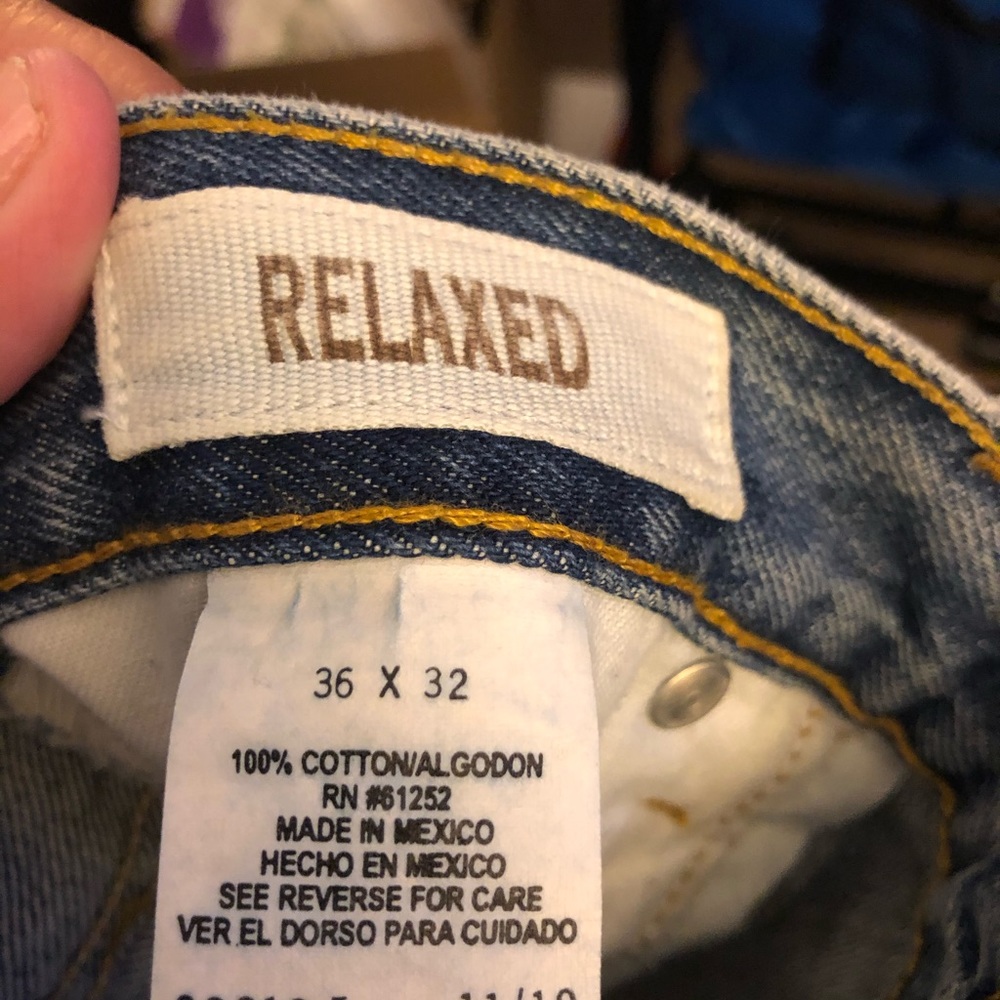 RELAXED
36 X 32
100% COTTON/ALGODON
RN #61252
MADE IN MEXICO
HECHO EN MEXICO
SEE REVERSE FOR CARE
VER EL DORSO PARA CUIDADO